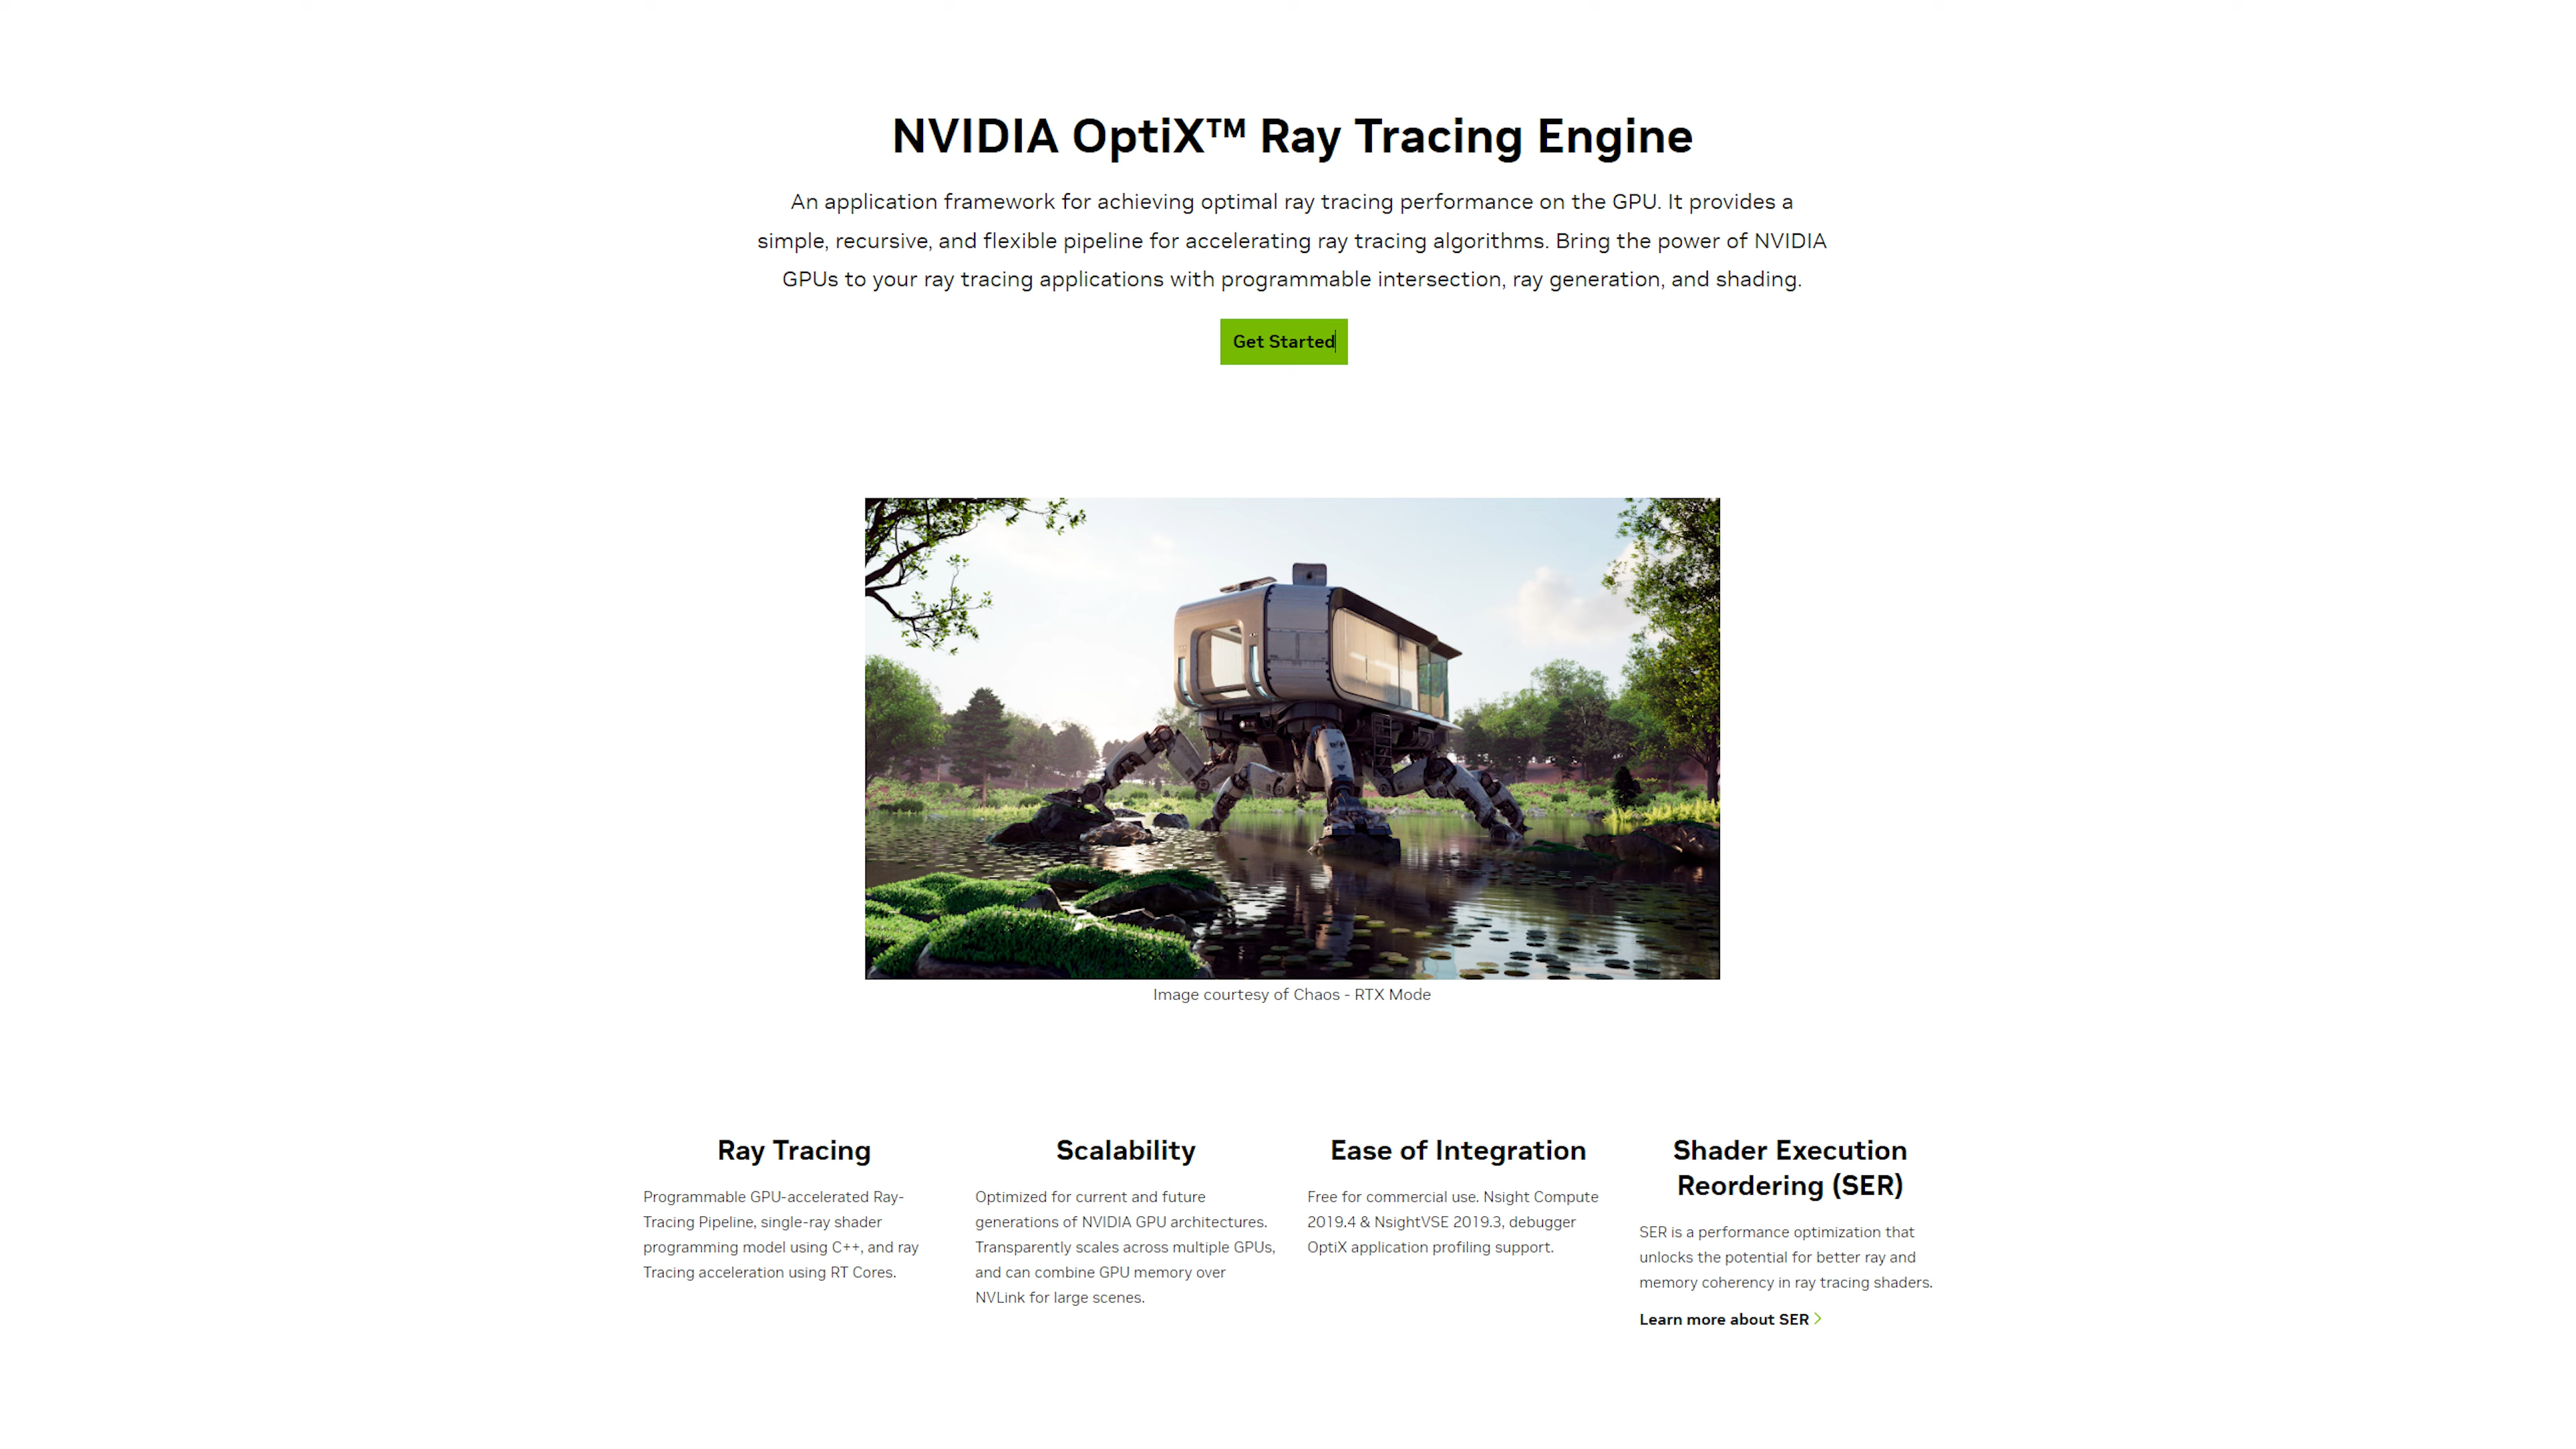 NVIDIA OptiX™ Ray Tracing Engine
An application framework for achieving optimal ray tracing performance on the GPU. It provides a
simple, recursive, and flexible pipeline for accelerating ray tracing algorithms. Bring the power of NVIDIA
GPUs to your ray tracing applications with programmable intersection, ray generation, and shading.
Get Started
Image courtesy of Chaos - RTX Mode
Ray Tracing
Programmable GPU-accelerated Ray-
Tracing Pipeline, single-ray shader
programming model using C++, and ray
Tracing acceleration using RT Cores.
Scalability
Optimized for current and future
generations of NVIDIA GPU architectures.
Transparently scales across multiple GPUs,
and can combine GPU memory over
NVLink for large scenes.
Ease of Integration
Free for commercial use. Nsight Compute
2019.4 & NsightVSE 2019.3, debugger
OptiX application profiling support.
Shader Execution
Reordering (SER)
SER is a performance optimization that
unlocks the potential for better ray and
memory coherency in ray tracing shaders.
Learn more about SER